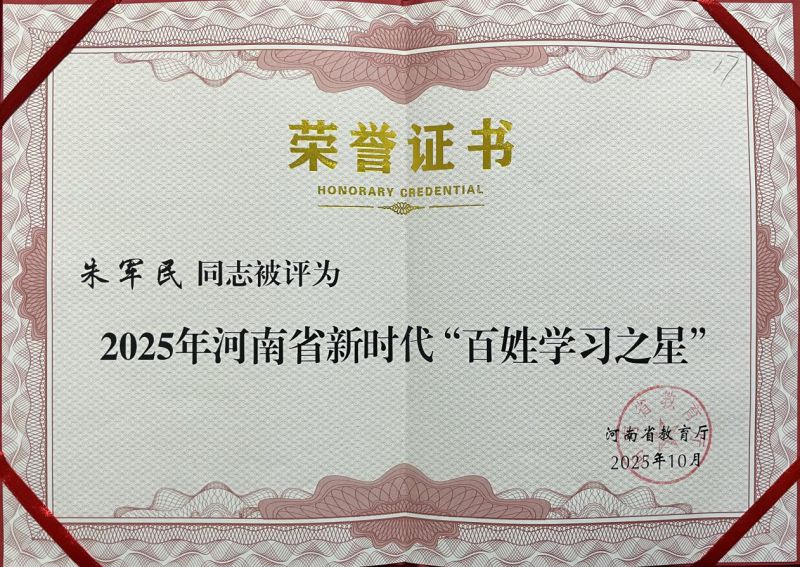 17
荣誉证书
HONORARY CREDENTIAL
朱军民 同志被评为
2025年河南省新时代“百姓学习之星”
河南省教育厅
2025年10月